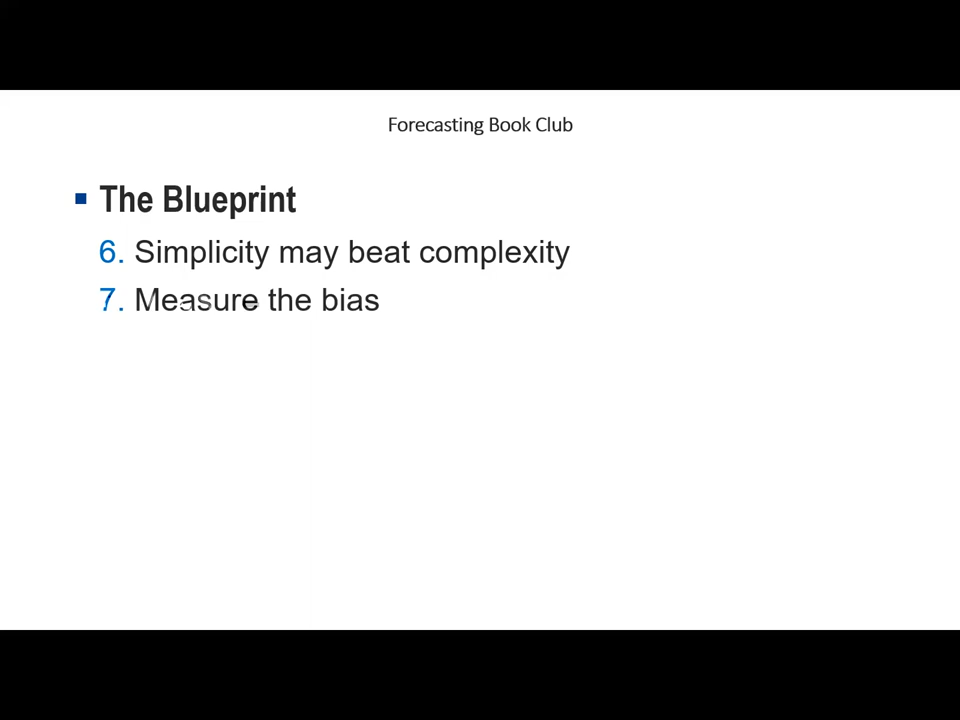 Forecasting Book Club
The Blueprint
6. Simplicity may beat complexity
7. Measure the bias